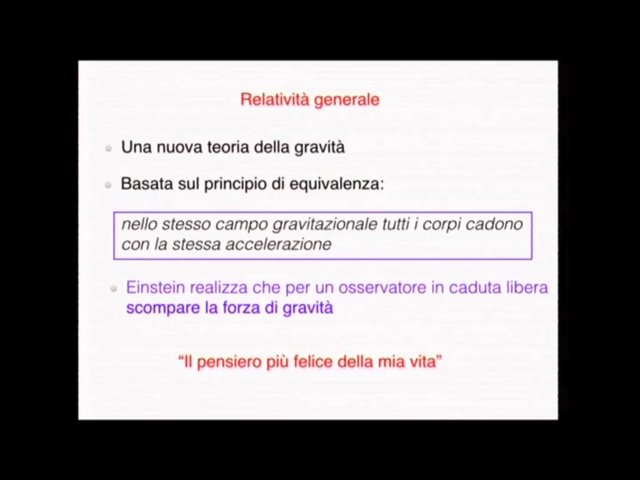 Relatività generale
Una nuova teoria della gravità
Basata sul principio di equivalenza:
nello stesso campo gravitazionale tutti i corpi cadono
con la stessa accelerazione
Einstein realizza che per un osservatore in caduta libera
scompare la forza di gravità
“Il pensiero più felice della mia vita”